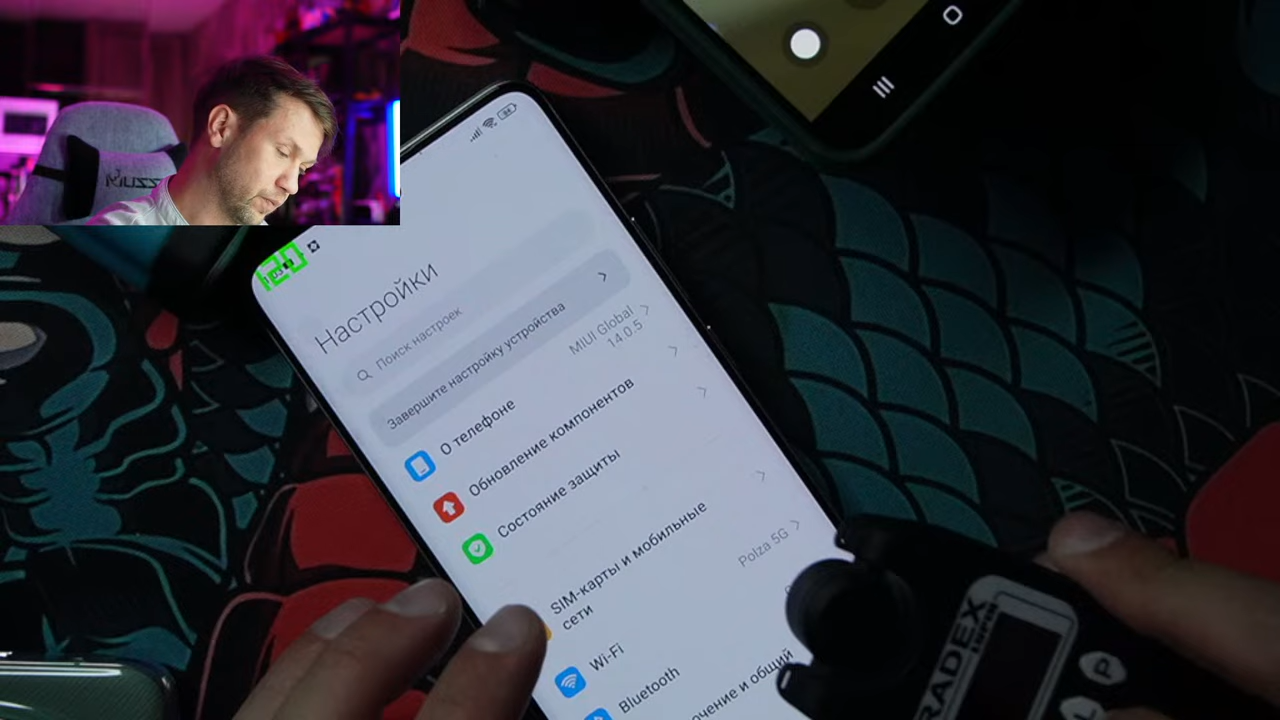 120
Настройки
Поиск настроек
Завершите настройку устройства
О телефоне
MIUI Global
14.0.5
Обновление компонентов
Состояние защиты
SIM-карты и мобильные
сети
Wi-Fi
Polza 5G
Bluetooth
RADEX
P